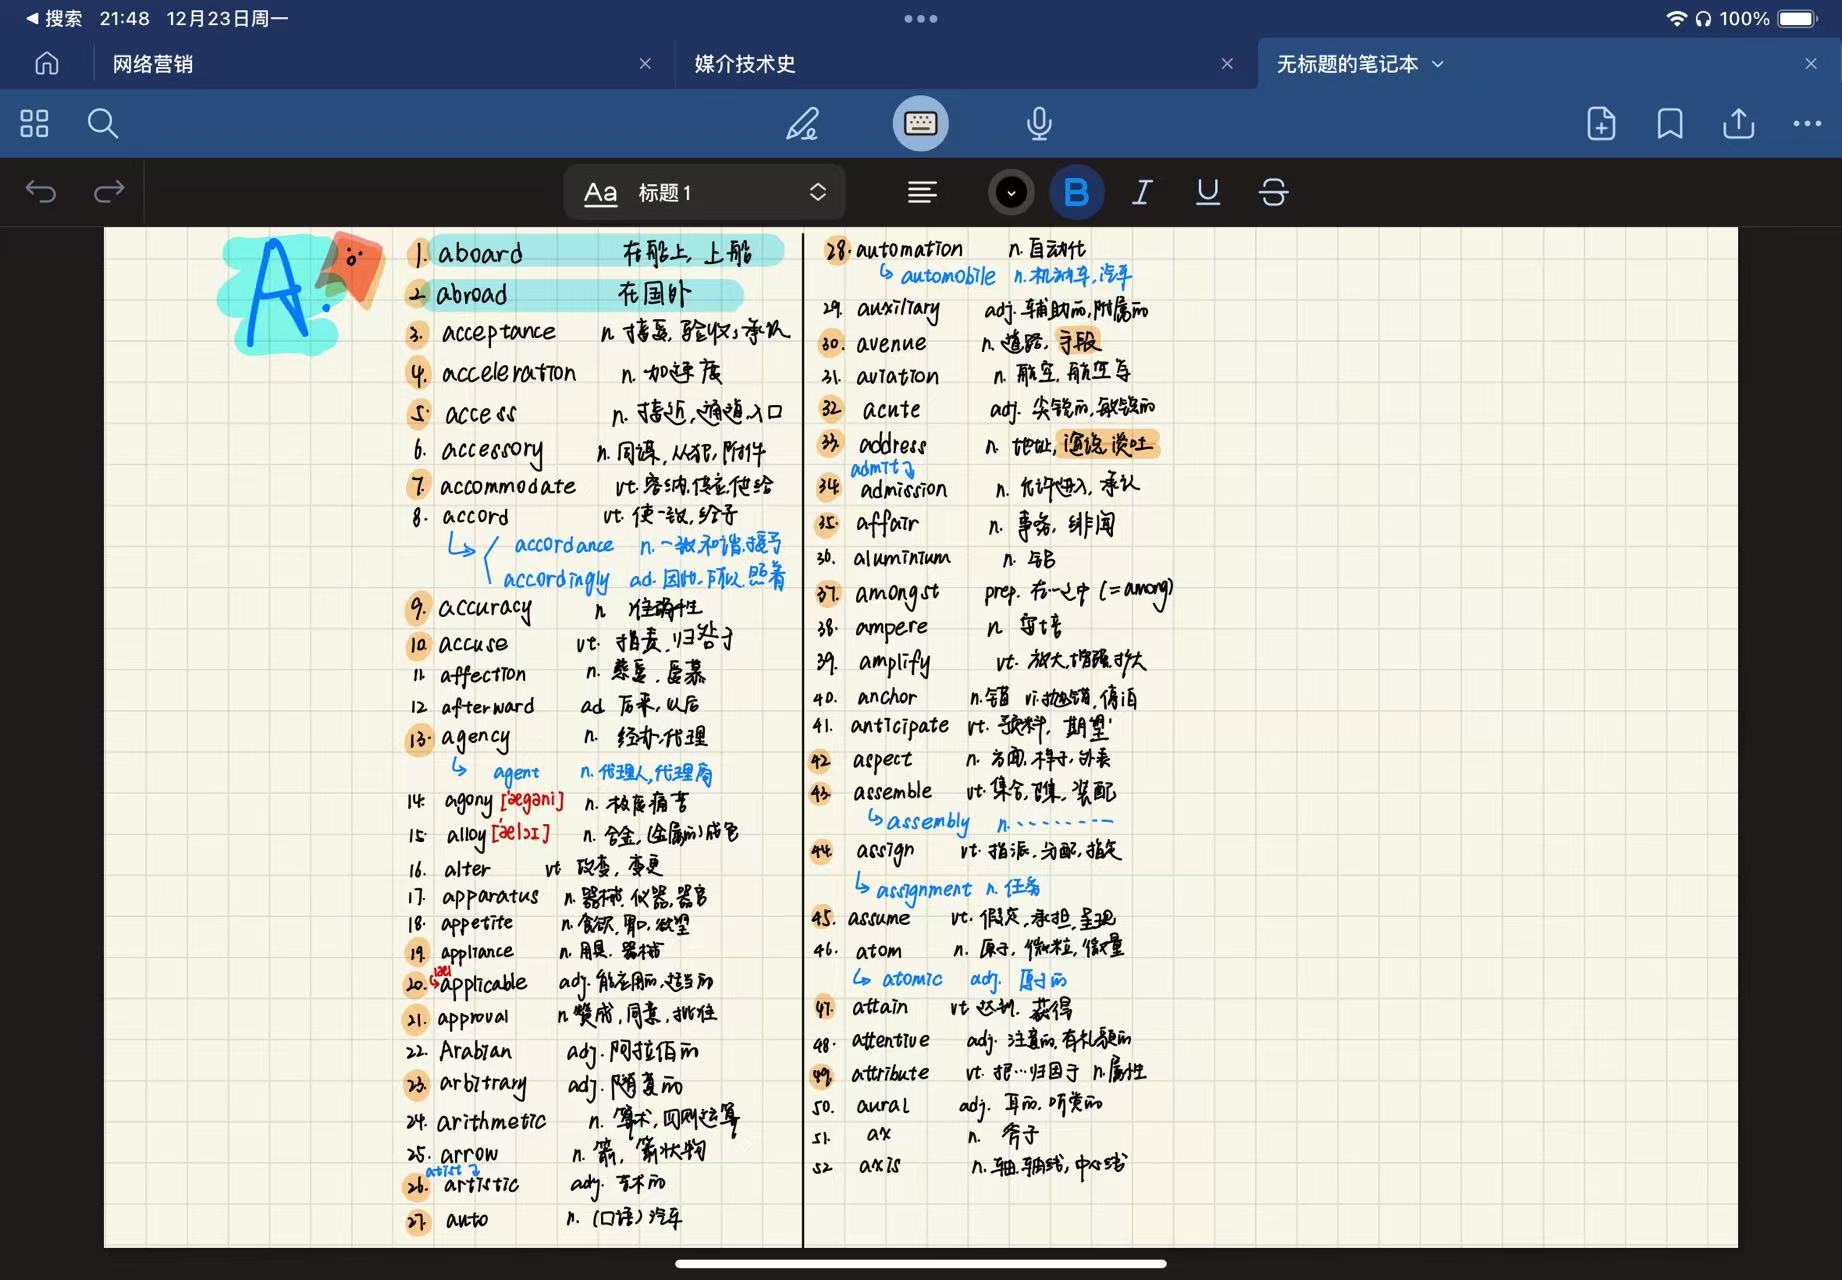 搜索 21:48 12月23日周一 100%
网络营销 媒介技术史 无标题的笔记本
Aa 标题1 B I U S
A.
1. aboard 在船上, 上船
2. abroad 在国外
3. acceptance n. 接受, 验收, 承认
4. acceleration n. 加速度
5. access n. 接近, 通道, 入口
6. accessory n. 同谋, 从犯, 附件
7. accommodate vt. 容纳, 供应, 供给
8. accord vt. 使一致, 给予
accordance n. 一致, 和谐, 授予
accordingly ad. 因此, 所以, 照着
9. accuracy n 准确性
10. accuse vt. 指责, 归咎于
11. affection n. 慈爱, 爱慕
12 afterward ad 后来, 以后
13. agency n. 经办, 代理
agent n. 代理人, 代理商
14. agony ['ægəni] n. 极度痛苦
15. alloy ['ælɔɪ] n. 合金, (金属的)成色
16. alter vt 改变, 变更
17. apparatus n. 器械, 仪器, 器官
18. appetite n. 食欲, 胃口, 欲望
19. appliance n. 用具, 器械
20. applicable adj. 能应用的, 适当的
21. approval n 赞成, 同意, 批准
22. Arabian adj. 阿拉伯的
23. arbitrary adj. 随意的
24. arithmetic n. 算术, 四则运算
25. arrow n. 箭, 箭状物
atist
26. artistic adj. 艺术的
27. auto n. (口语) 汽车
28. automation n. 自动化
automobile n. 机动车, 汽车
29. auxiliary adj. 辅助的, 附属的
30. avenue n. 道路, 手段
31. aviation n. 航空, 航空学
32 acute adj. 尖锐的, 敏锐的
33. address n. 地址, 演说, 谈吐
admit
34. admission n. 允许进入, 承认
35. affair n. 事务, 绯闻
36. aluminium n. 铝
37. amongst prep. 在…之中 (=among)
38. ampere n 安培
39. amplify vt. 放大, 增强, 扩大
40. anchor n. 锚 vi. 抛锚, 停泊
41. anticipate vt. 预料, 期望
42 aspect n. 方面, 样子, 外表
43. assemble vt. 集合, 召集, 装配
assembly n.
44. assign vt. 指派, 分配, 指定
assignment n. 任务
45. assume vt. 假定, 承担, 呈现
46. atom n. 原子, 微粒, 微量
atomic adj. 原子的
47. attain vt 达到, 获得
48. attentive adj. 注意的, 有礼貌的
49. attribute vt. 把…归因于 n. 属性
50. aural adj. 耳的, 听觉的
51. ax n. 斧子
52 axis n. 轴, 轴线, 中心线